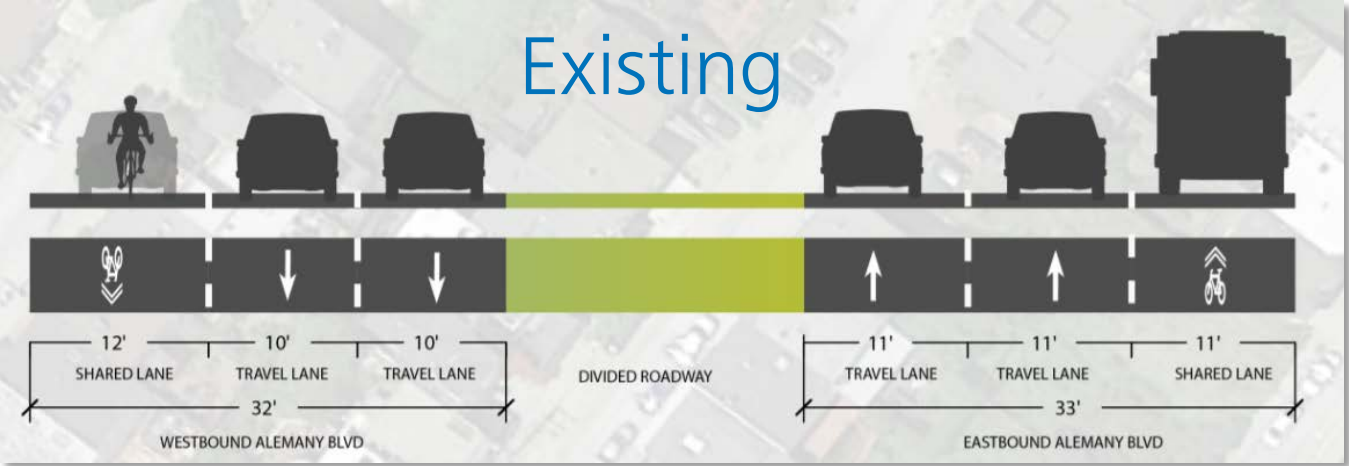 Existing
12' 10' 10' 11' 11' 11'
SHARED LANE TRAVEL LANE TRAVEL LANE DIVIDED ROADWAY TRAVEL LANE TRAVEL LANE SHARED LANE
32' 33'
WESTBOUND ALEMANY BLVD EASTBOUND ALEMANY BLVD